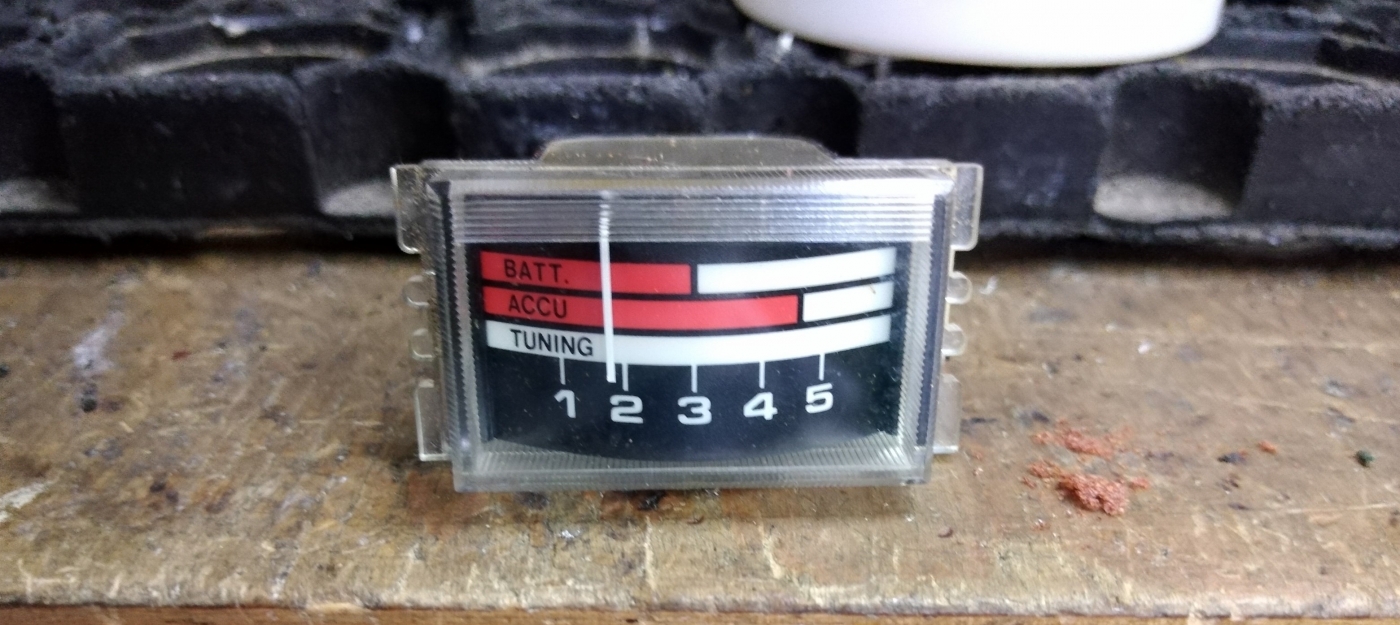 BATT.
ACCU
TUNING
1 2 3 4 5